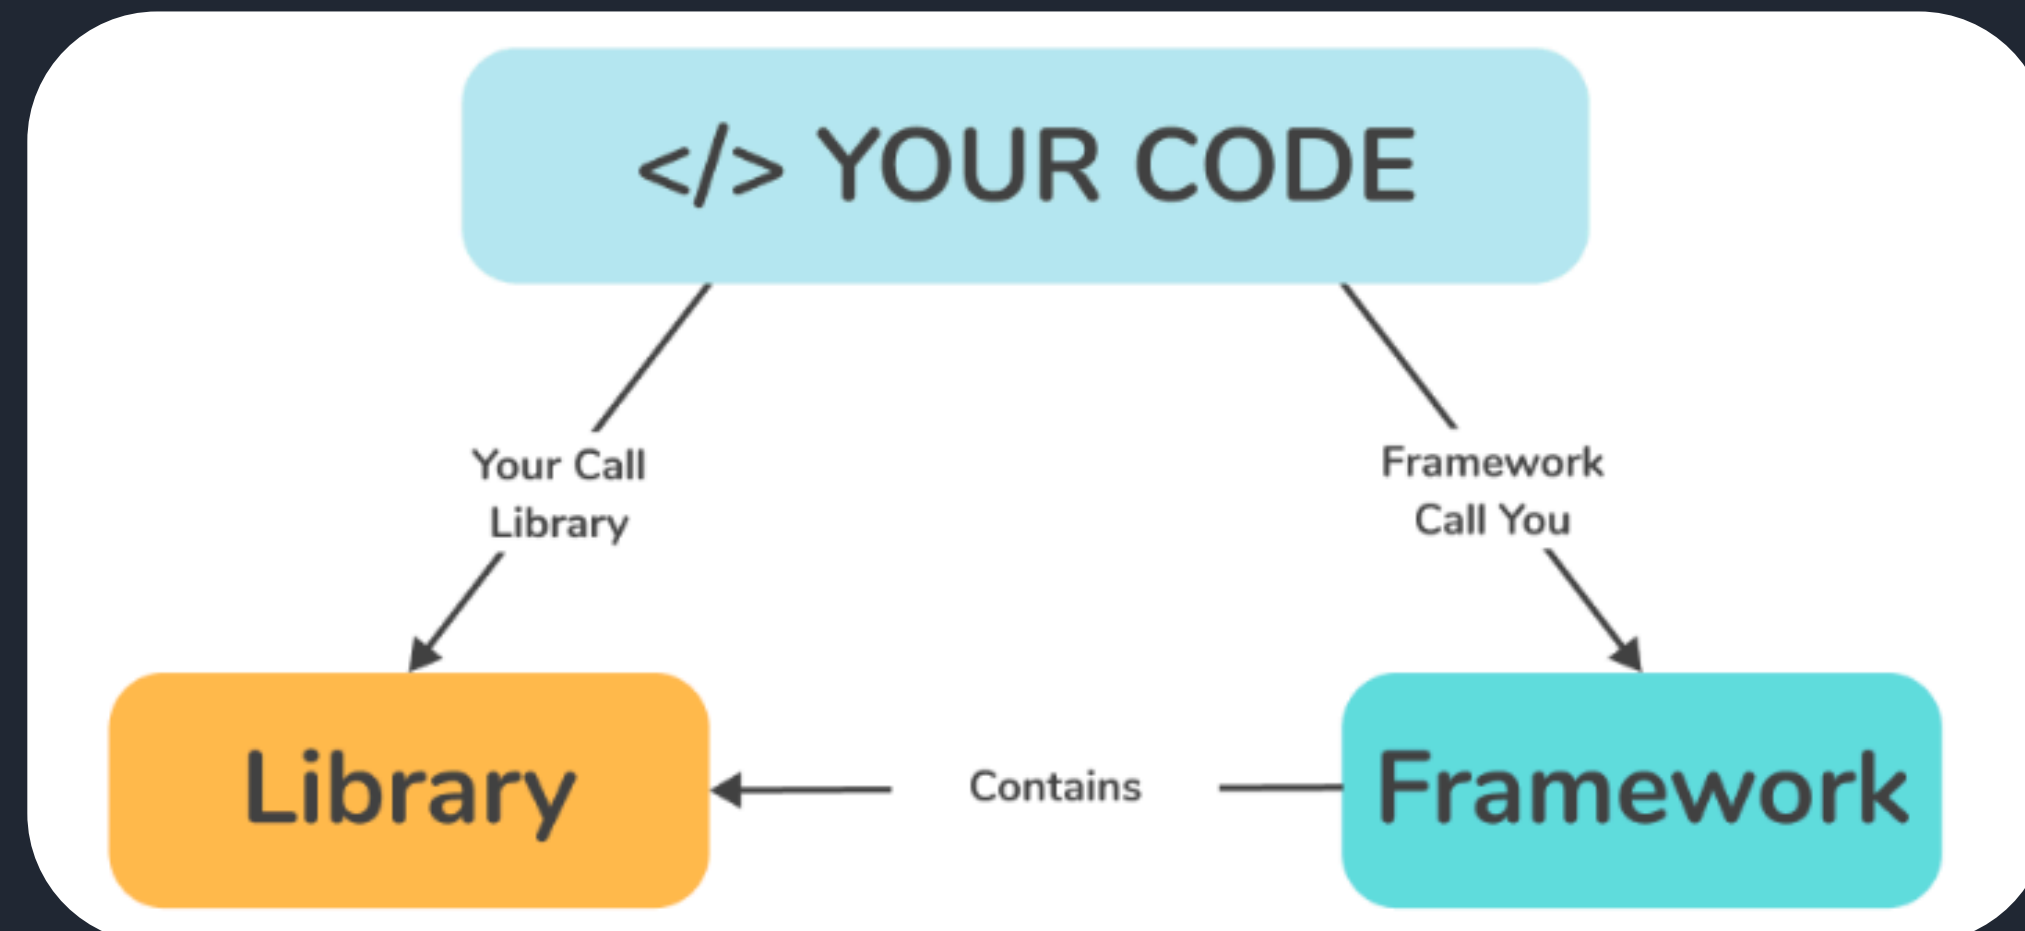 </> YOUR CODE
Your Call
Library
Framework
Call You
Library
Contains
Framework